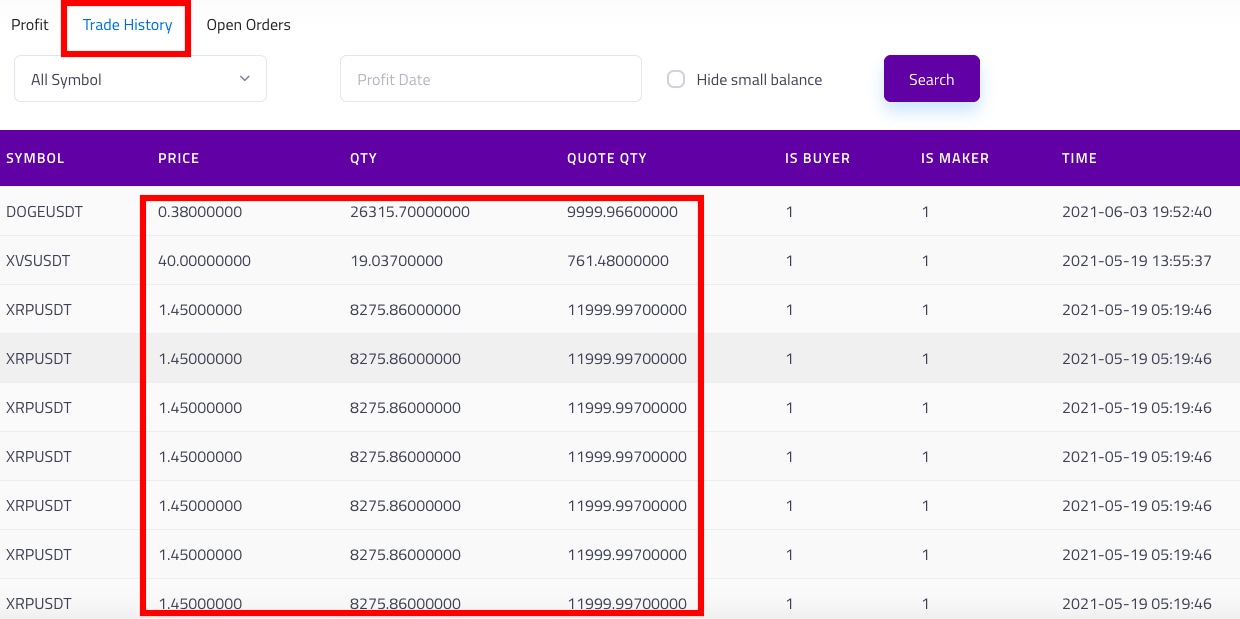 Profit Trade History Open Orders
All Symbol Profit Date Hide small balance Search
SYMBOL PRICE QTY QUOTE QTY IS BUYER IS MAKER TIME
DOGEUSDT 0.38000000 26315.70000000 9999.96600000 1 1 2021-06-03 19:52:40
XVSUSDT 40.00000000 19.03700000 761.48000000 1 1 2021-05-19 13:55:37
XRPUSDT 1.45000000 8275.86000000 11999.99700000 1 1 2021-05-19 05:19:46
XRPUSDT 1.45000000 8275.86000000 11999.99700000 1 1 2021-05-19 05:19:46
XRPUSDT 1.45000000 8275.86000000 11999.99700000 1 1 2021-05-19 05:19:46
XRPUSDT 1.45000000 8275.86000000 11999.99700000 1 1 2021-05-19 05:19:46
XRPUSDT 1.45000000 8275.86000000 11999.99700000 1 1 2021-05-19 05:19:46
XRPUSDT 1.45000000 8275.86000000 11999.99700000 1 1 2021-05-19 05:19:46
XRPUSDT 1.45000000 8275.86000000 11999.99700000 1 1 2021-05-19 05:19:46